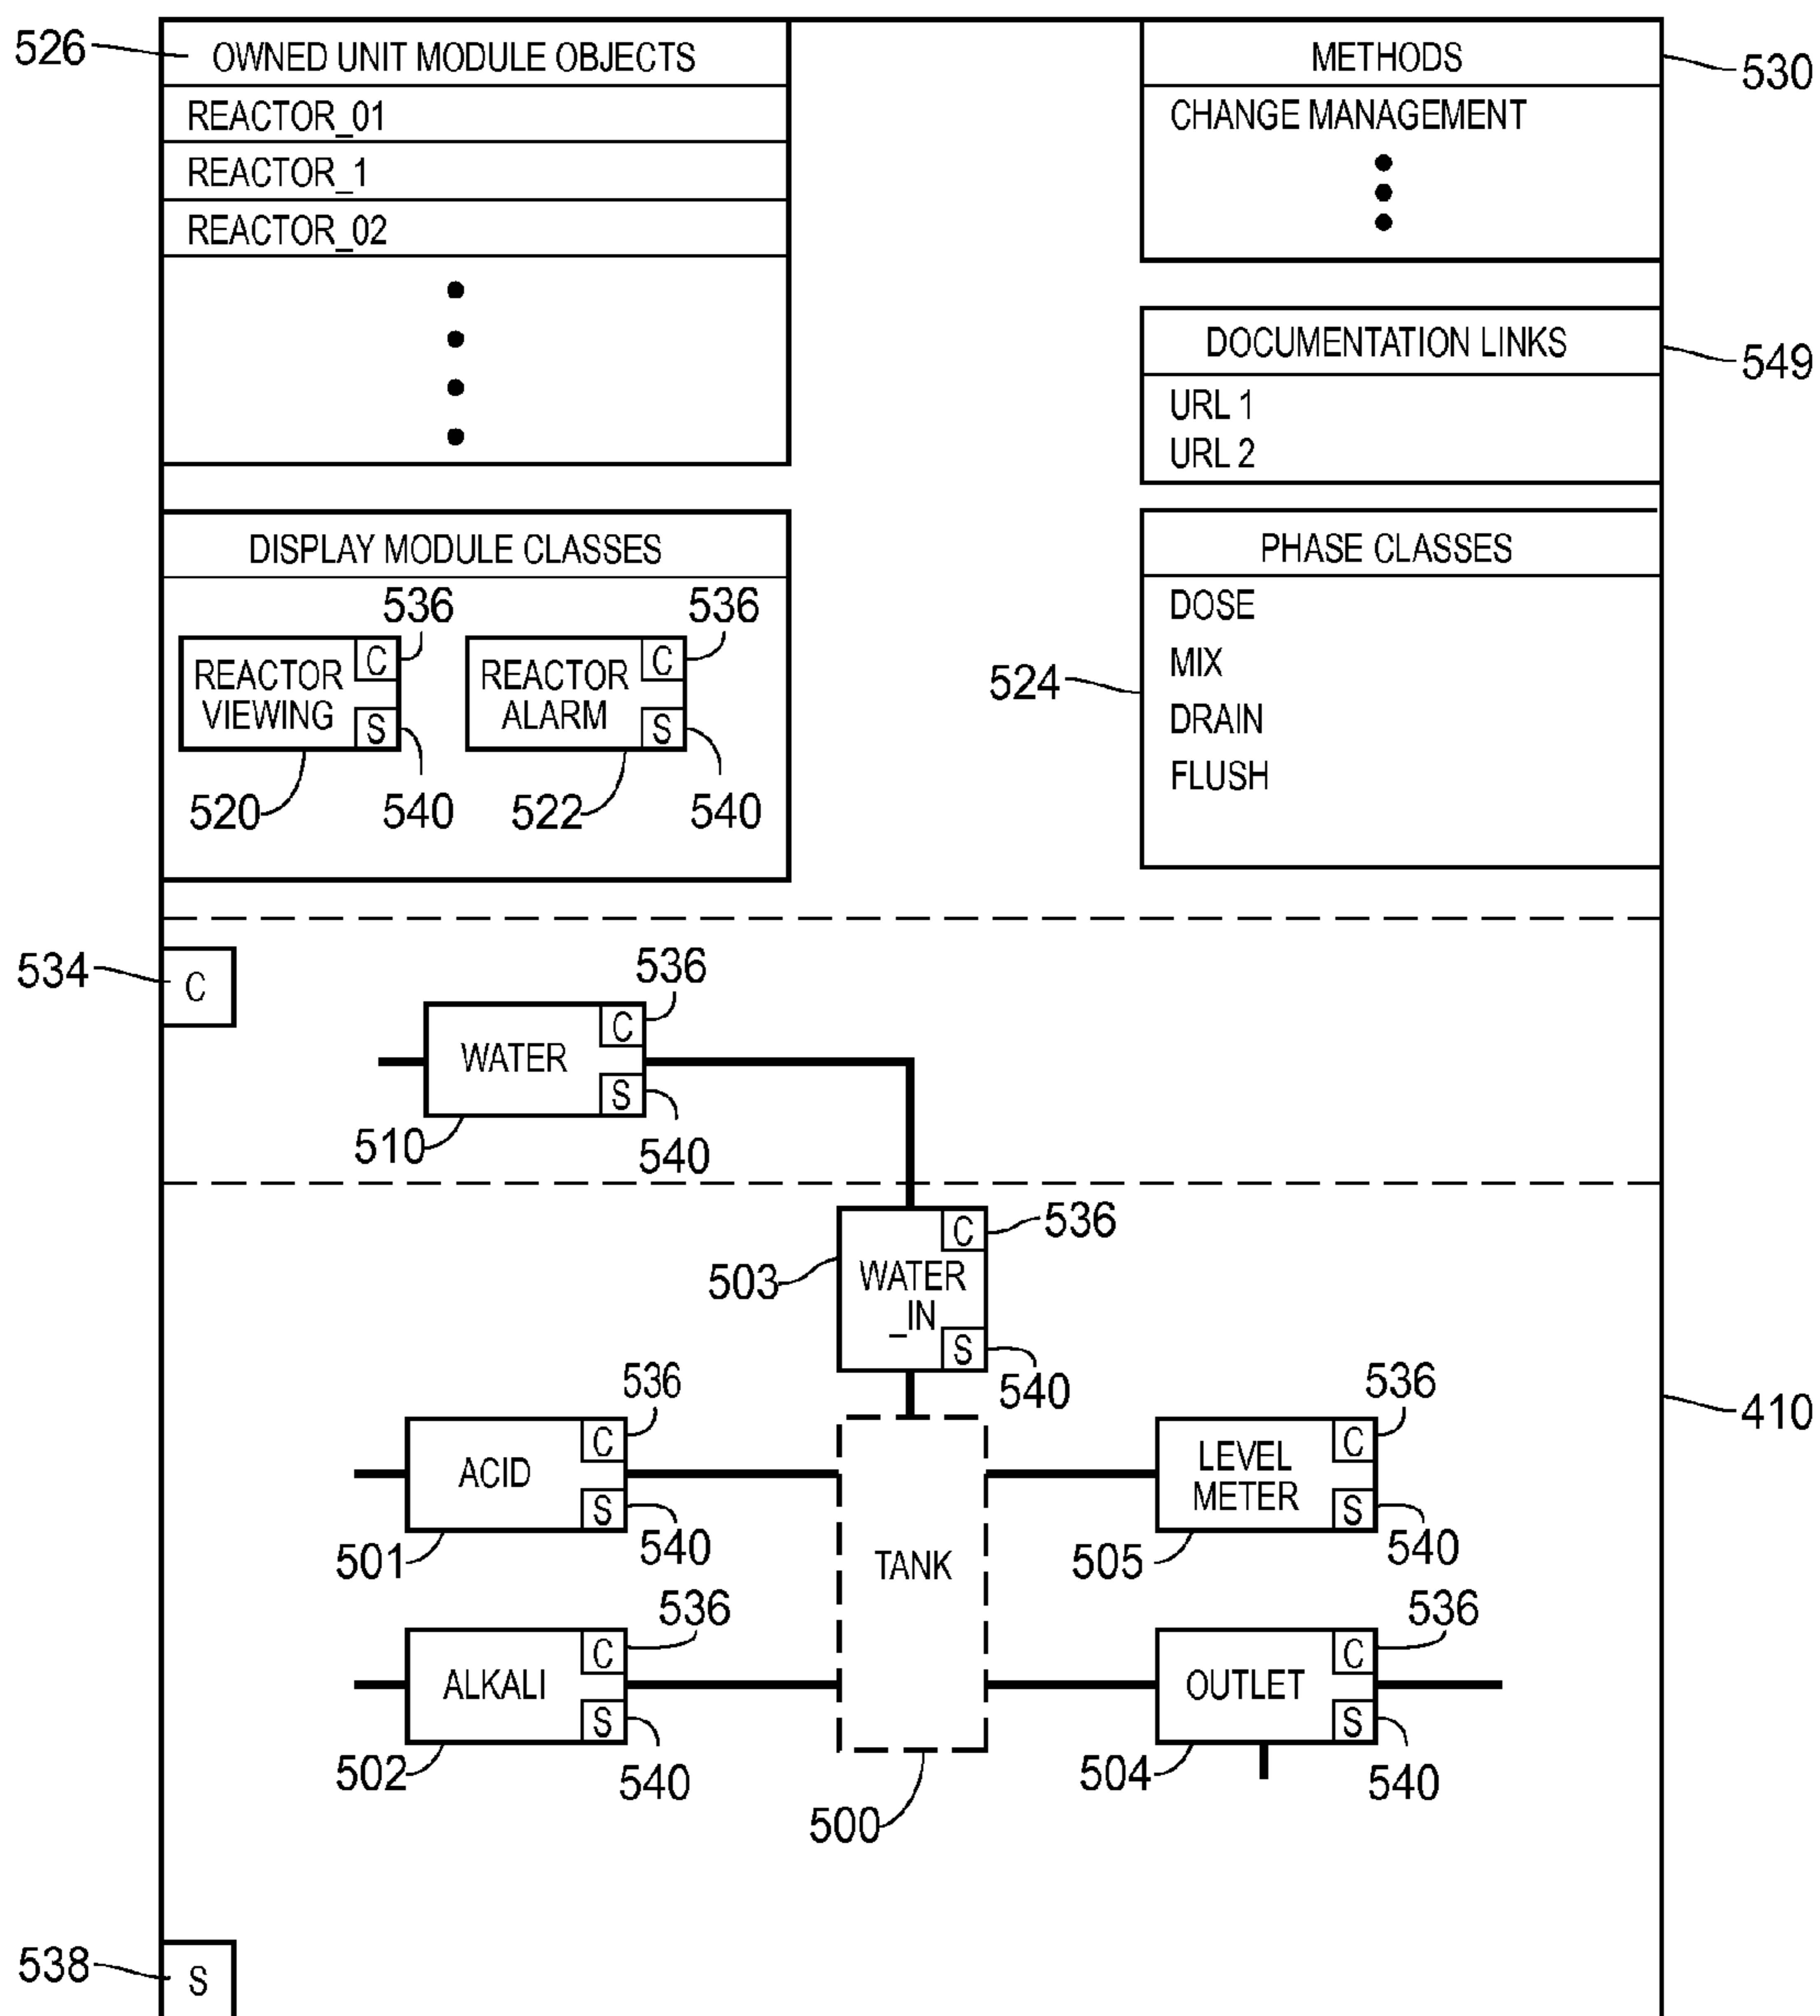 526
OWNED UNIT MODULE OBJECTS
REACTOR_01
REACTOR_1
REACTOR_02
METHODS
530
CHANGE MANAGEMENT
DOCUMENTATION LINKS
549
URL 1
URL 2
DISPLAY MODULE CLASSES
536
536
REACTOR
VIEWING
C
S
REACTOR
ALARM
C
S
520
540
522
540
PHASE CLASSES
524
DOSE
MIX
DRAIN
FLUSH
534
C
536
WATER
C
S
510
540
536
503
C
WATER
_IN
S
540
536
ACID
C
S
501
540
536
LEVEL
METER
C
S
505
540
410
TANK
500
536
ALKALI
C
S
502
540
536
OUTLET
C
S
504
540
538
S